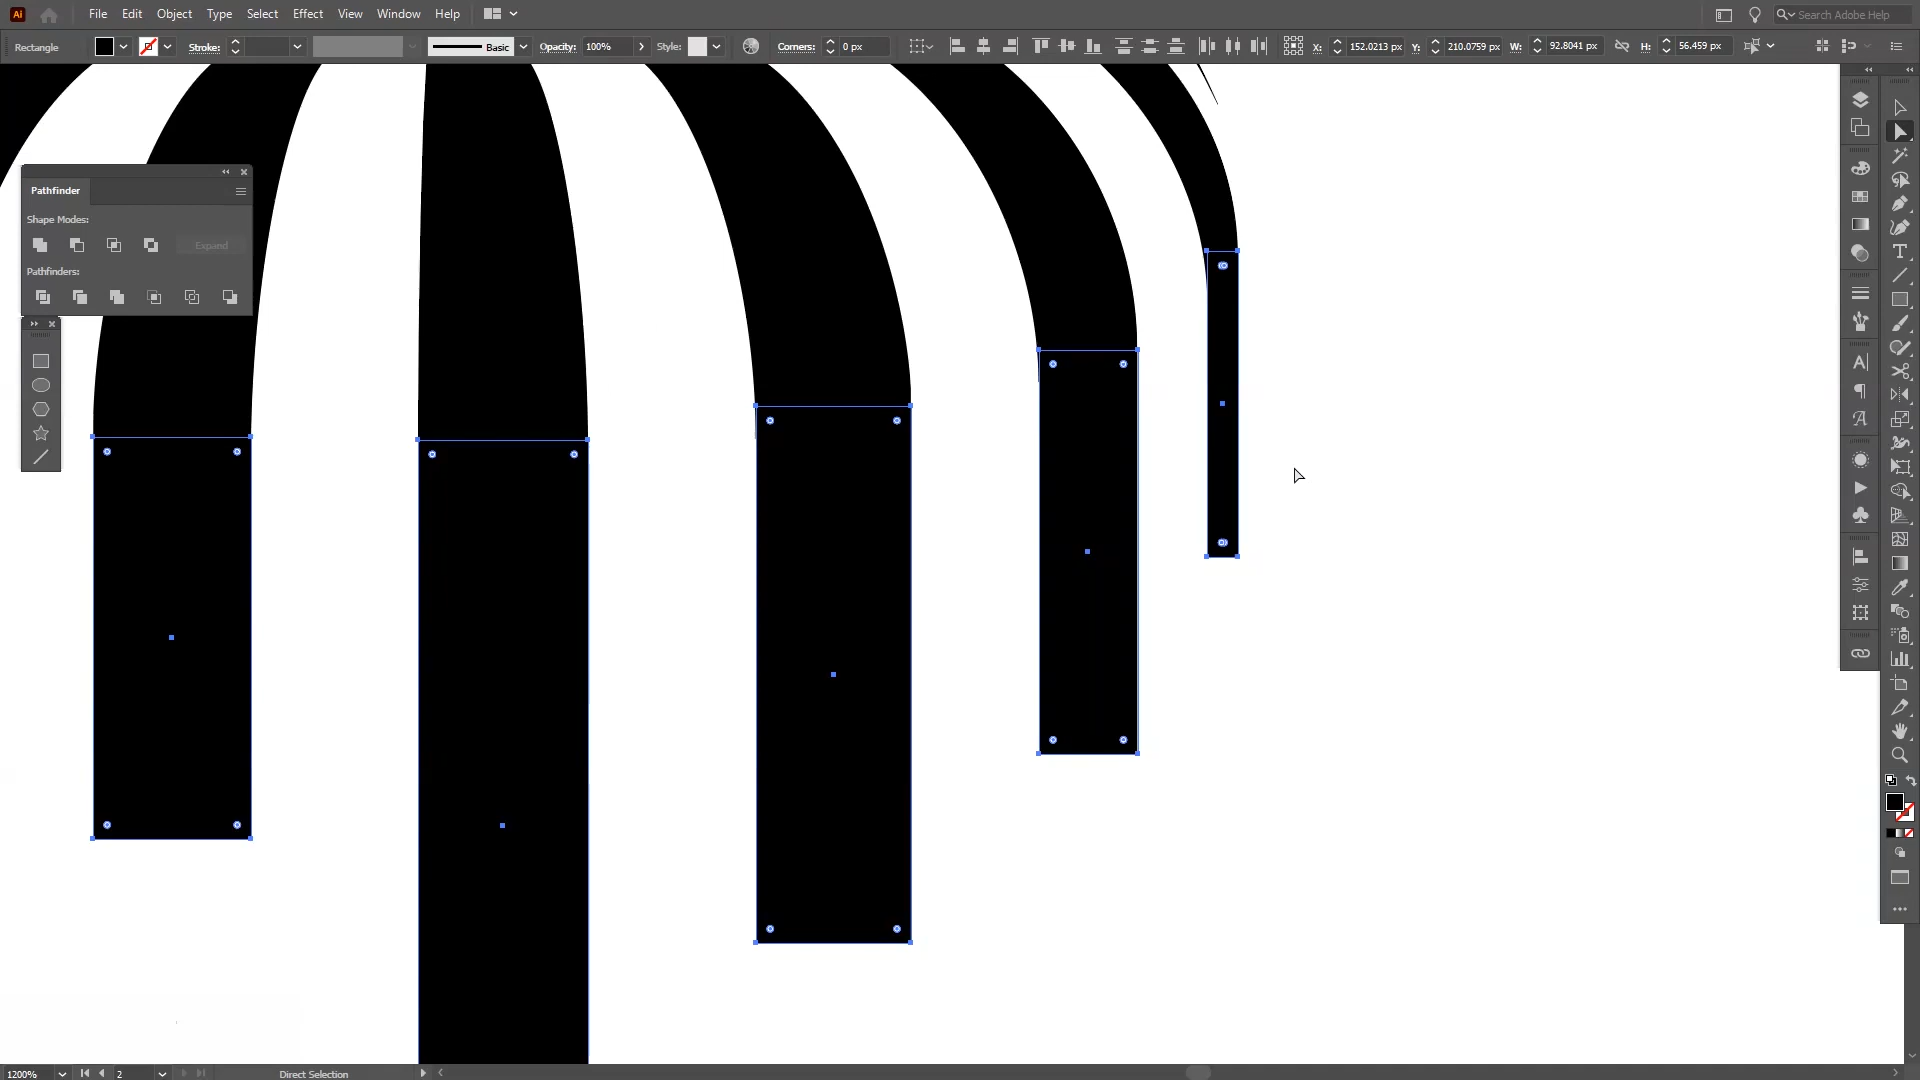 Ai File Edit Object Type Select Effect View Window Help Search Adobe Help
Rectangle Stroke: Basic Opacity: 100% Style: Corners: 0 px X: 152.0213 px Y: 210.0759 px W: 92.8041 px H: 56.459 px
Pathfinder
Shape Modes:
Expand
Pathfinders:
1200% 2 Direct Selection